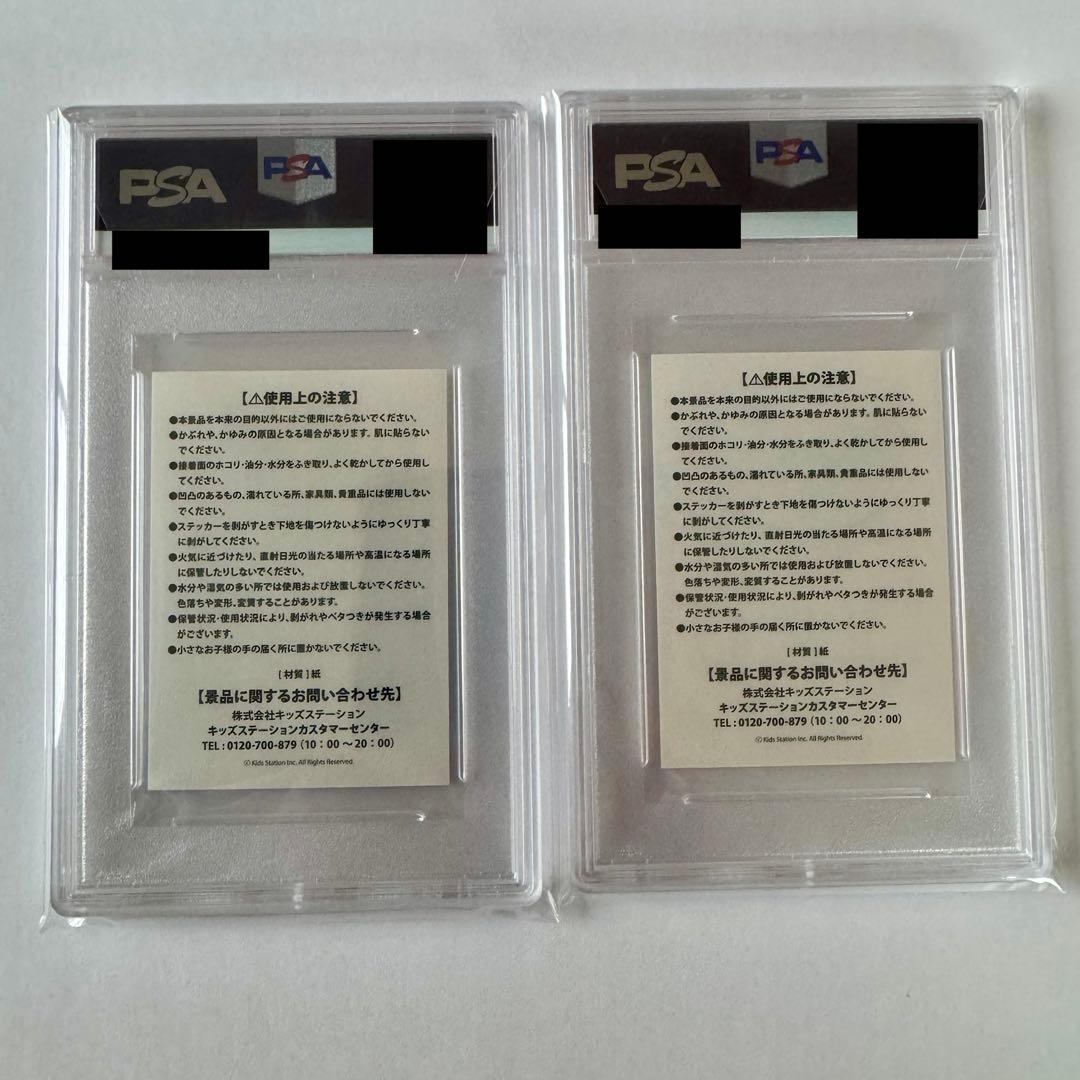 PSA
PSA
【⚠使用上の注意】
●本景品を本来の目的以外にはご使用にならないでください。
●かぶれや、かゆみの原因となる場合があります。肌に貼らない
でください。
●接着面のホコリ・油分・水分をふき取り、よく乾かしてから使用し
てください。
●凹凸のあるもの、濡れている所、家具類、貴重品には使用しない
でください。
●ステッカーを剥がすとき下地を傷つけないようにゆっくり丁寧
に剥がしてください。
●火気に近づけたり、直射日光の当たる場所や高温になる場所
に保管したりしないでください。
●水分や湿気の多い所では使用および放置しないでください。
色落ちや変形、変質することがあります。
●保管状況・使用状況により、剥がれやベタつきが発生する場合
がございます。
●小さなお子様の手の届く所に置かないでください。
[材質]紙
【景品に関するお問い合わせ先】
株式会社キッズステーション
キッズステーションカスタマーセンター
TEL:0120-700-879(10:00～20:00)
© Kids Station Inc. All Rights Reserved.
PSA
PSA
【⚠使用上の注意】
●本景品を本来の目的以外にはご使用にならないでください。
●かぶれや、かゆみの原因となる場合があります。肌に貼らない
でください。
●接着面のホコリ・油分・水分をふき取り、よく乾かしてから使用し
てください。
●凹凸のあるもの、濡れている所、家具類、貴重品には使用しない
でください。
●ステッカーを剥がすとき下地を傷つけないようにゆっくり丁寧
に剥がしてください。
●火気に近づけたり、直射日光の当たる場所や高温になる場所
に保管したりしないでください。
●水分や湿気の多い所では使用および放置しないでください。
色落ちや変形、変質することがあります。
●保管状況・使用状況により、剥がれやベタつきが発生する場合
がございます。
●小さなお子様の手の届く所に置かないでください。
[材質]紙
【景品に関するお問い合わせ先】
株式会社キッズステーション
キッズステーションカスタマーセンター
TEL:0120-700-879(10:00～20:00)
© Kids Station Inc. All Rights Reserved.